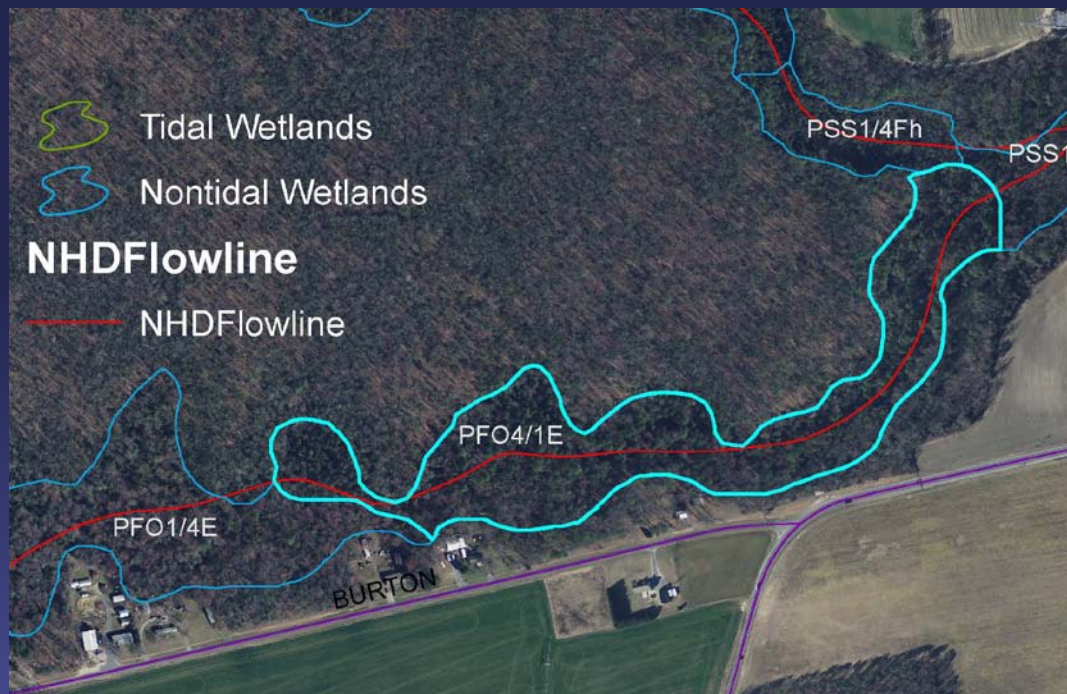 Tidal Wetlands
Nontidal Wetlands
NHDFlowline
NHDFlowline
PSS1/4Fh
PSS1
PFO4/1E
PFO1/4E
BURTON